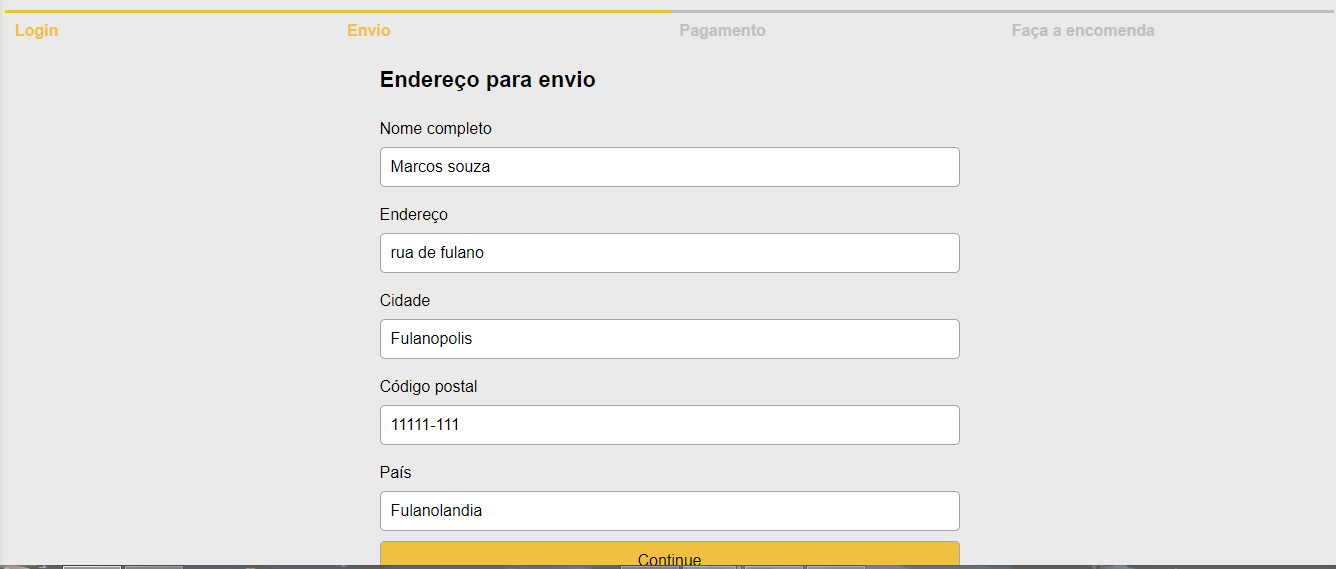 Login Envio Pagamento Faça a encomenda
Endereço para envio
Nome completo
Marcos souza
Endereço
rua de fulano
Cidade
Fulanopolis
Código postal
11111-111
País
Fulanolandia
Continue